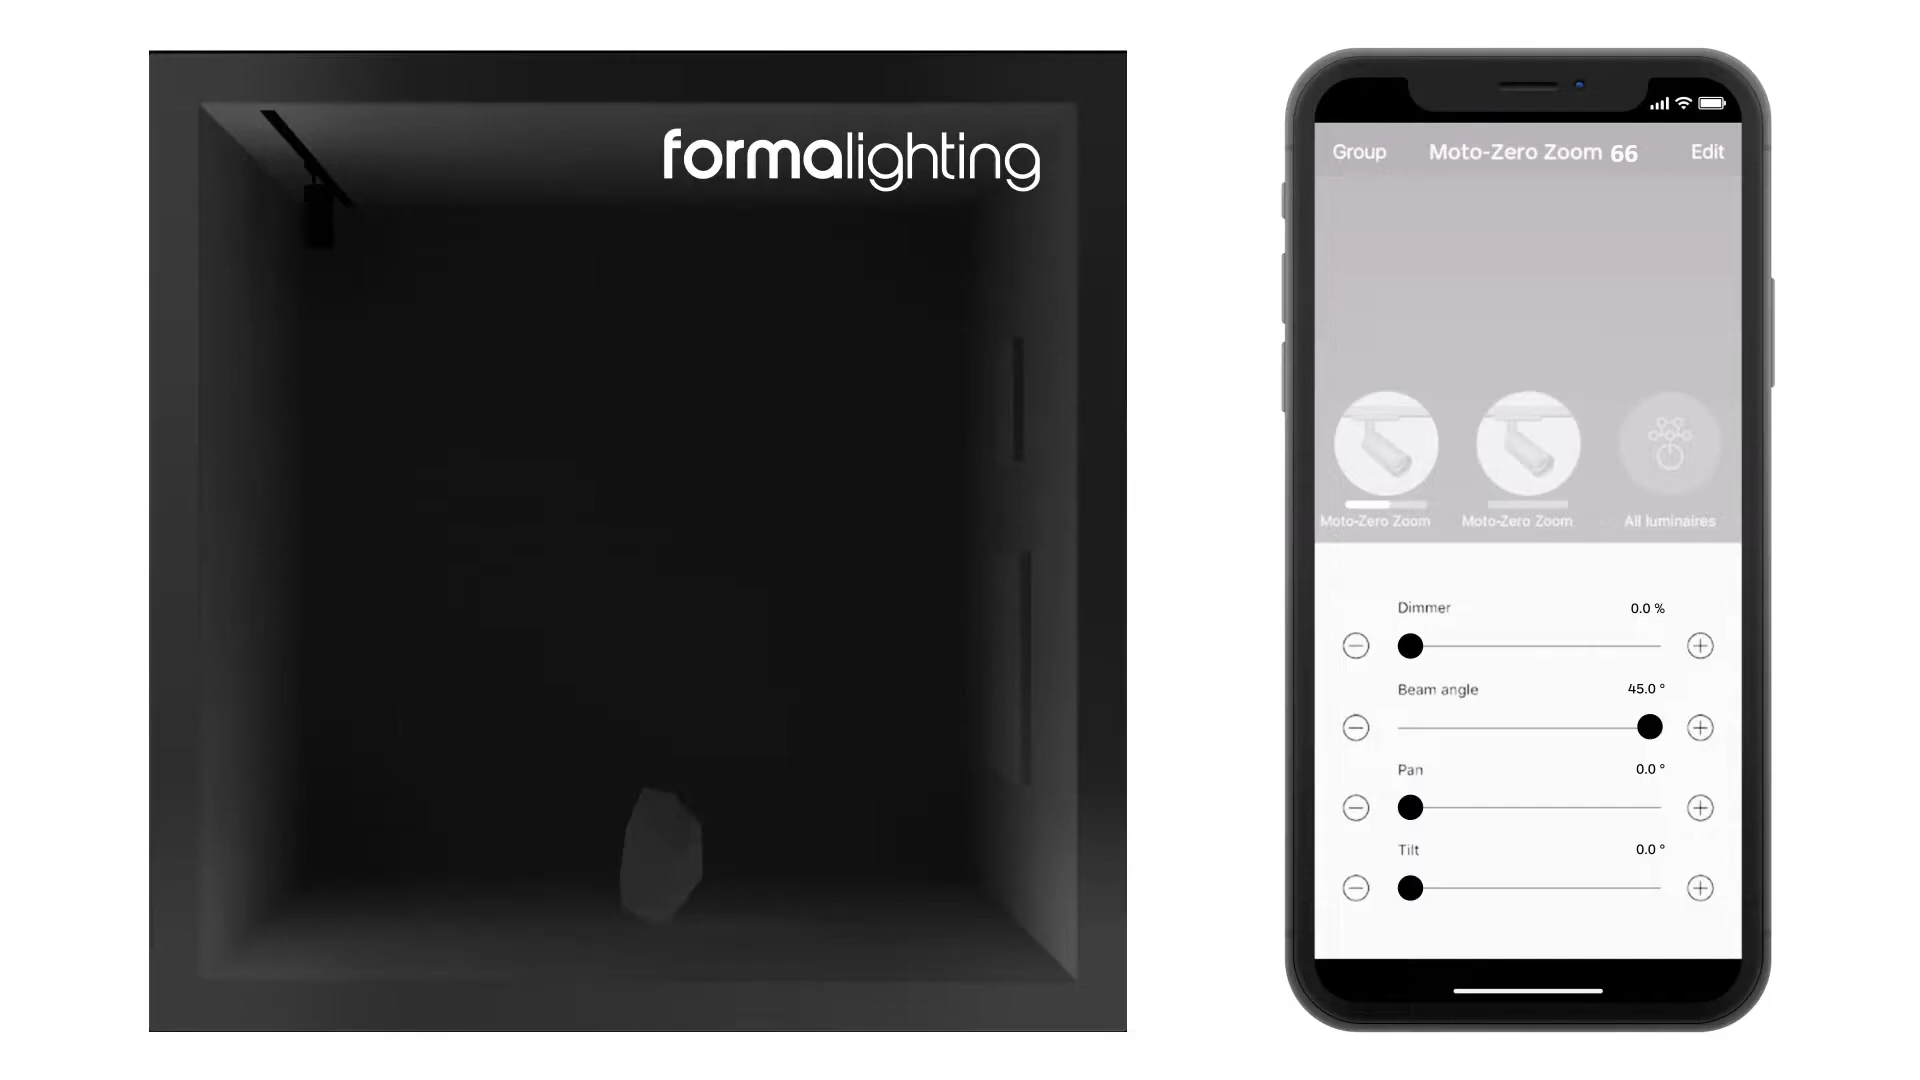 formalighting
Group Moto-Zero Zoom 66 Edit
Moto-Zero Zoom Moto-Zero Zoom All luminaires
Dimmer 0.0 %
Beam angle 45.0 °
Pan 0.0 °
Tilt 0.0 °